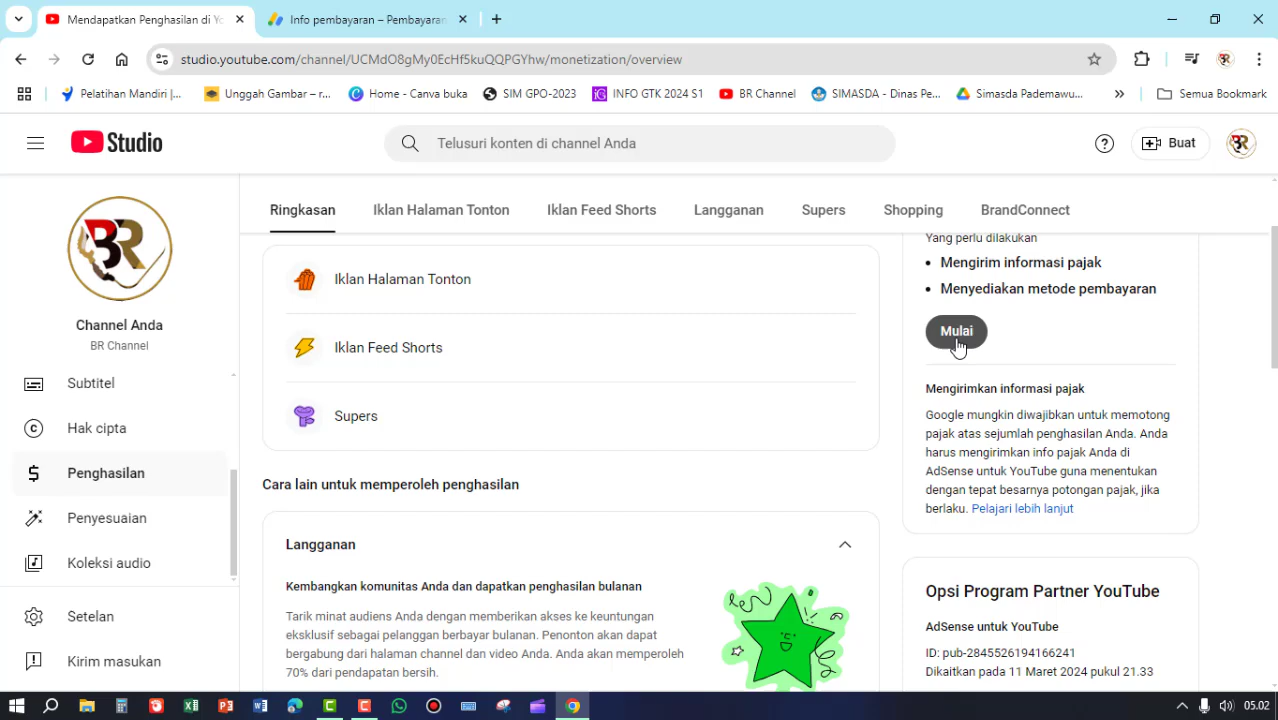 Mendapatkan Penghasilan di Yo
Info pembayaran – Pembayaran
studio.youtube.com/channel/UCMdO8gMy0EcHf5kuQQPGYhw/monetization/overview
Pelatihan Mandiri |...
Unggah Gambar – r...
Home - Canva buka
SIM GPO-2023
INFO GTK 2024 S1
BR Channel
SIMASDA - Dinas Pe...
Simasda Pademawu...
Semua Bookmark
Studio
Telusuri konten di channel Anda
Buat
BR
Channel Anda
BR Channel
Subtitel
Hak cipta
Penghasilan
Penyesuaian
Koleksi audio
Setelan
Kirim masukan
Ringkasan
Iklan Halaman Tonton
Iklan Feed Shorts
Langganan
Supers
Shopping
BrandConnect
Iklan Halaman Tonton
Iklan Feed Shorts
Supers
Cara lain untuk memperoleh penghasilan
Langganan
Kembangkan komunitas Anda dan dapatkan penghasilan bulanan
Tarik minat audiens Anda dengan memberikan akses ke keuntungan
eksklusif sebagai pelanggan berbayar bulanan. Penonton akan dapat
bergabung dari halaman channel dan video Anda. Anda akan memperoleh
70% dari pendapatan bersih.
Yang perlu dilakukan
• Mengirim informasi pajak
• Menyediakan metode pembayaran
Mulai
Mengirimkan informasi pajak
Google mungkin diwajibkan untuk memotong
pajak atas sejumlah penghasilan Anda. Anda
harus mengirimkan info pajak Anda di
AdSense untuk YouTube guna menentukan
dengan tepat besarnya potongan pajak, jika
berlaku. Pelajari lebih lanjut
Opsi Program Partner YouTube
AdSense untuk YouTube
ID: pub-2845526194166241
Dikaitkan pada 11 Maret 2024 pukul 21.33
05.02